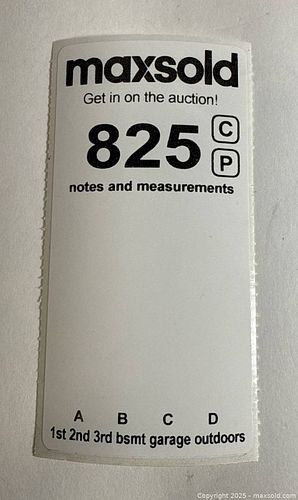 maxsold
Get in on the auction!
825 C
P
notes and measurements
A B C D
1st 2nd 3rd bsmt garage outdoors
Copyright 2025 - maxsold.com